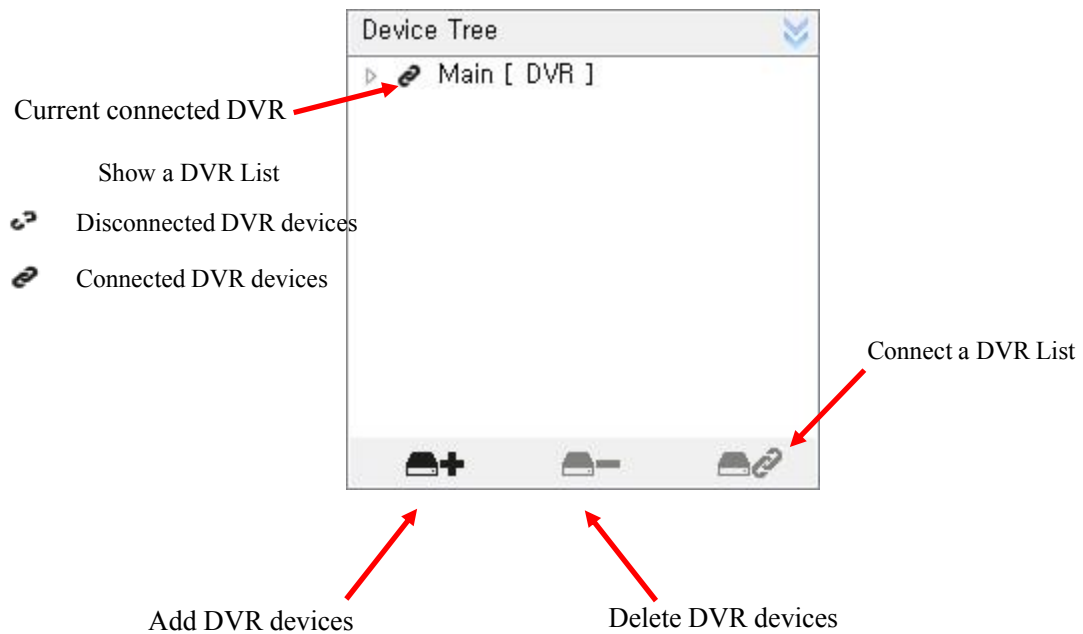 Device Tree
Main [ DVR ]
Current connected DVR
Show a DVR List
Disconnected DVR devices
Connected DVR devices
Connect a DVR List
Add DVR devices
Delete DVR devices